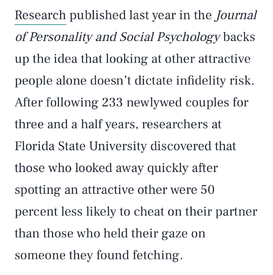 Research published last year in the Journal
of Personality and Social Psychology backs
up the idea that looking at other attractive
people alone doesn’t dictate infidelity risk.
After following 233 newlywed couples for
three and a half years, researchers at
Florida State University discovered that
those who looked away quickly after
spotting an attractive other were 50
percent less likely to cheat on their partner
than those who held their gaze on
someone they found fetching.